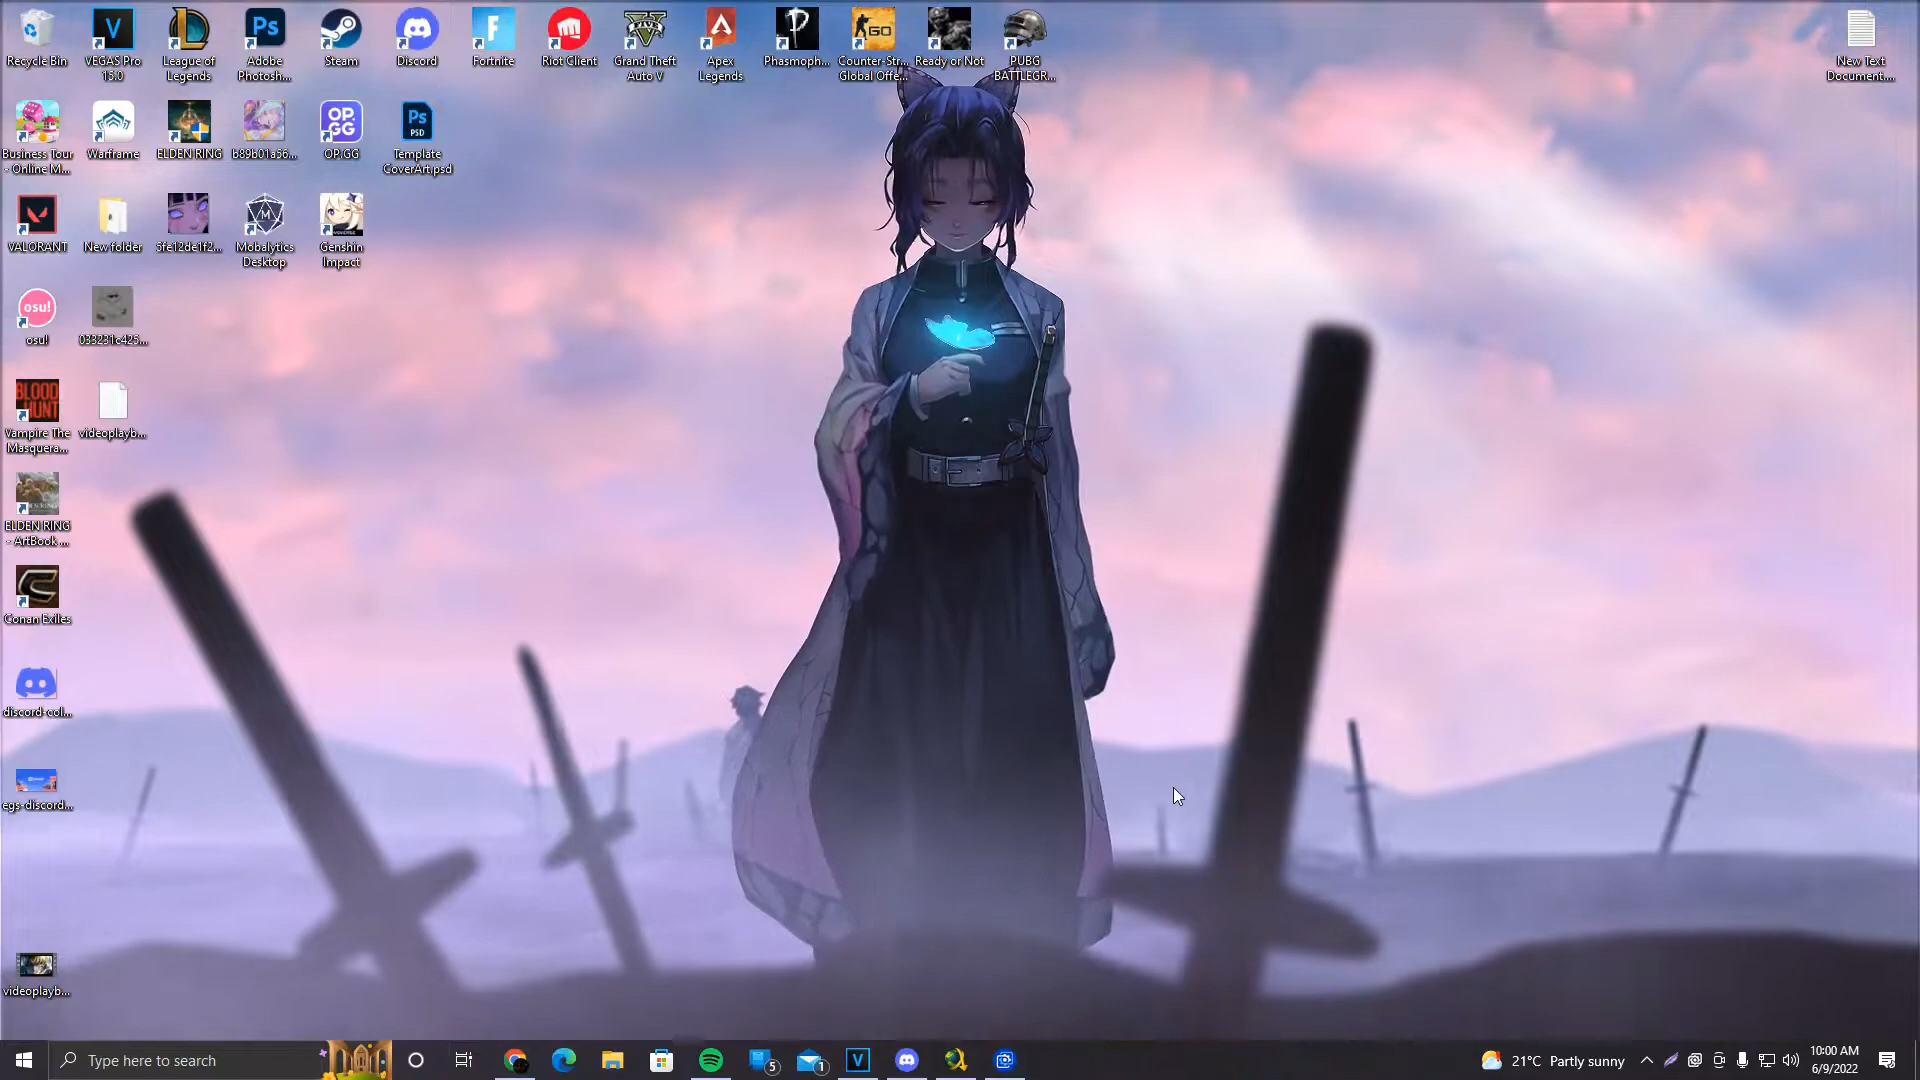 Recycle Bin
VEGAS Pro 15.0
League of Legends
Adobe Photosh...
Steam
Discord
Fortnite
Riot Client
Grand Theft Auto V
Apex Legends
Phasmoph...
Counter-Str... Global Offe...
Ready or Not
PUBG BATTLEGR...
New Text Document....
Business Tour - Online M...
Warframe
ELDEN RING
b89b01a56...
OP.GG
Template CoverArt.psd
VALORANT
New folder
5fe12de1f2...
Mobalytics Desktop
Genshin Impact
osu!
033231c425...
Vampire The Masquera...
videoplayb...
ELDEN RING - ArtBook ...
Conan Exiles
discord-col...
egs-discord...
videoplayb...
Type here to search
5
1
21°C Partly sunny
10:00 AM
6/9/2022